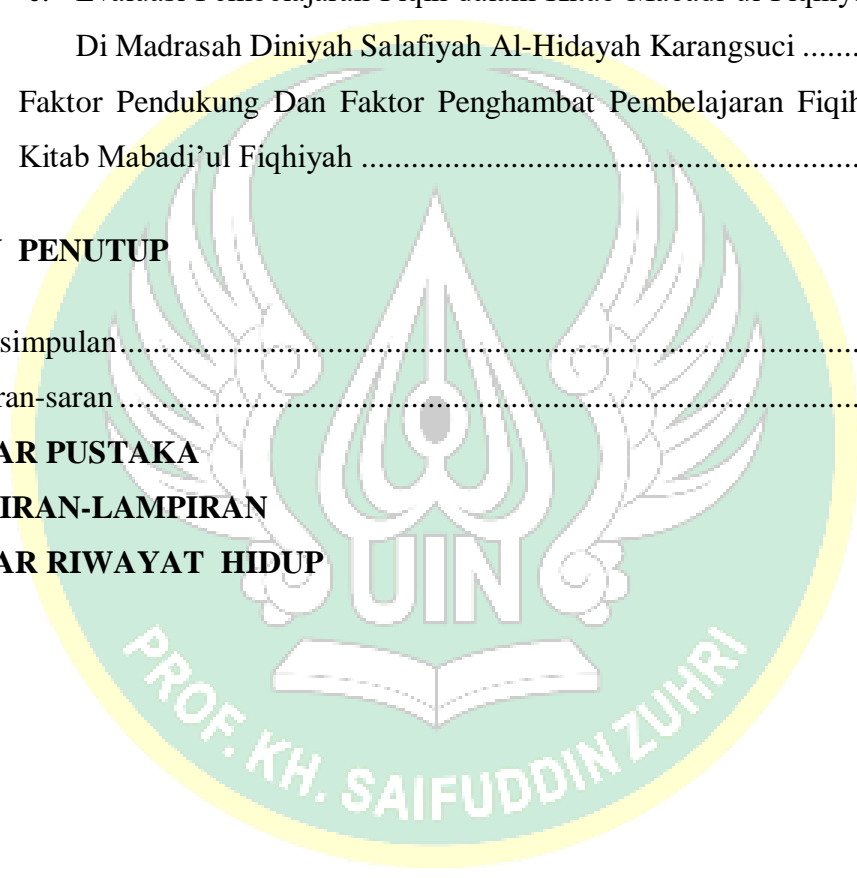 Di Madrasah Diniyah Salafiyah Al-Hidayah Karangsuci ........
Faktor Pendukung Dan Faktor Penghambat Pembelajaran Fiqih
Kitab Mabadi’ul Fiqhiyah ............................................................
PENUTUP
simpulan.........................................................................................
ran-saran .........................................................................................
AR PUSTAKA
IRAN-LAMPIRAN
AR RIWAYAT HIDUP
UIN
PROF. KH. SAIFUDDIN ZUHRI